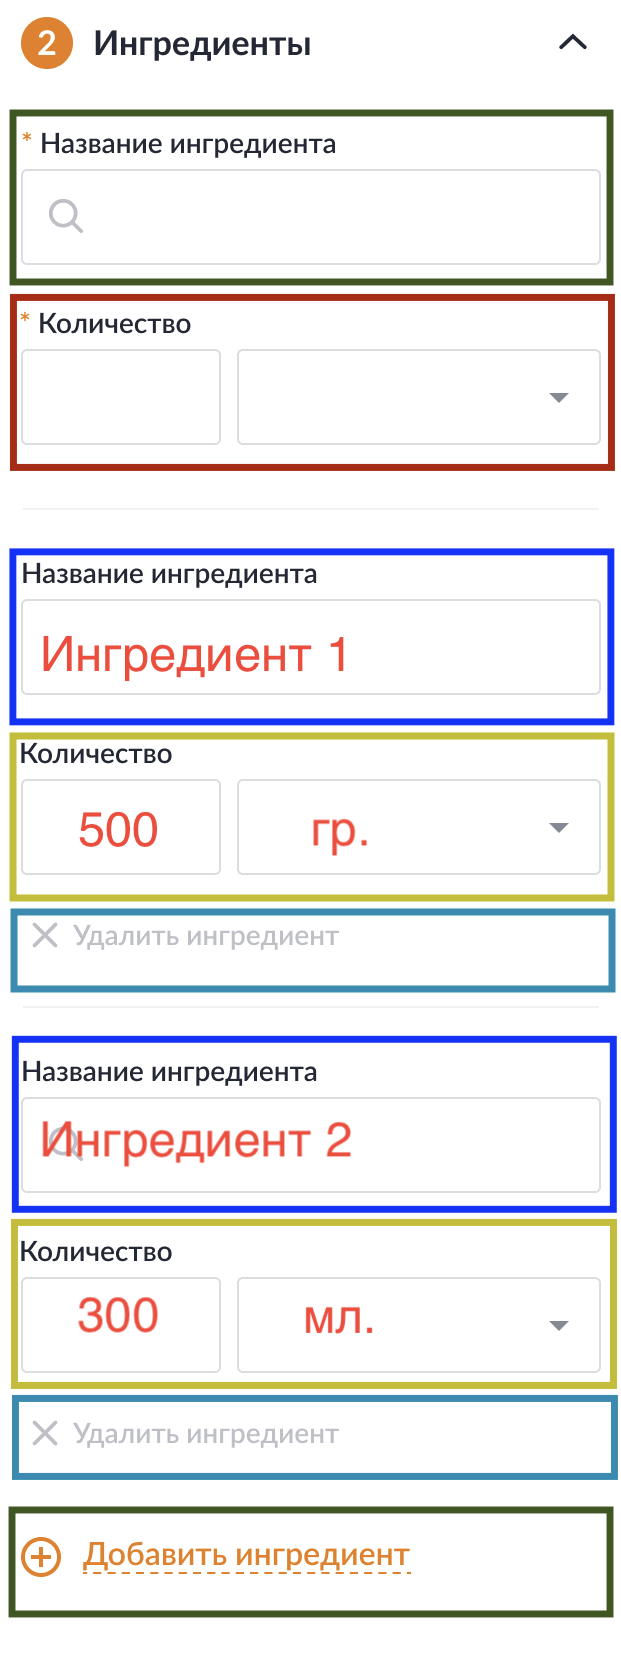 2 Ингредиенты
* Название ингредиента
* Количество
Название ингредиента
Ингредиент 1
Количество
500 гр.
Удалить ингредиент
Название ингредиента
Ингредиент 2
Количество
300 мл.
Удалить ингредиент
Добавить ингредиент